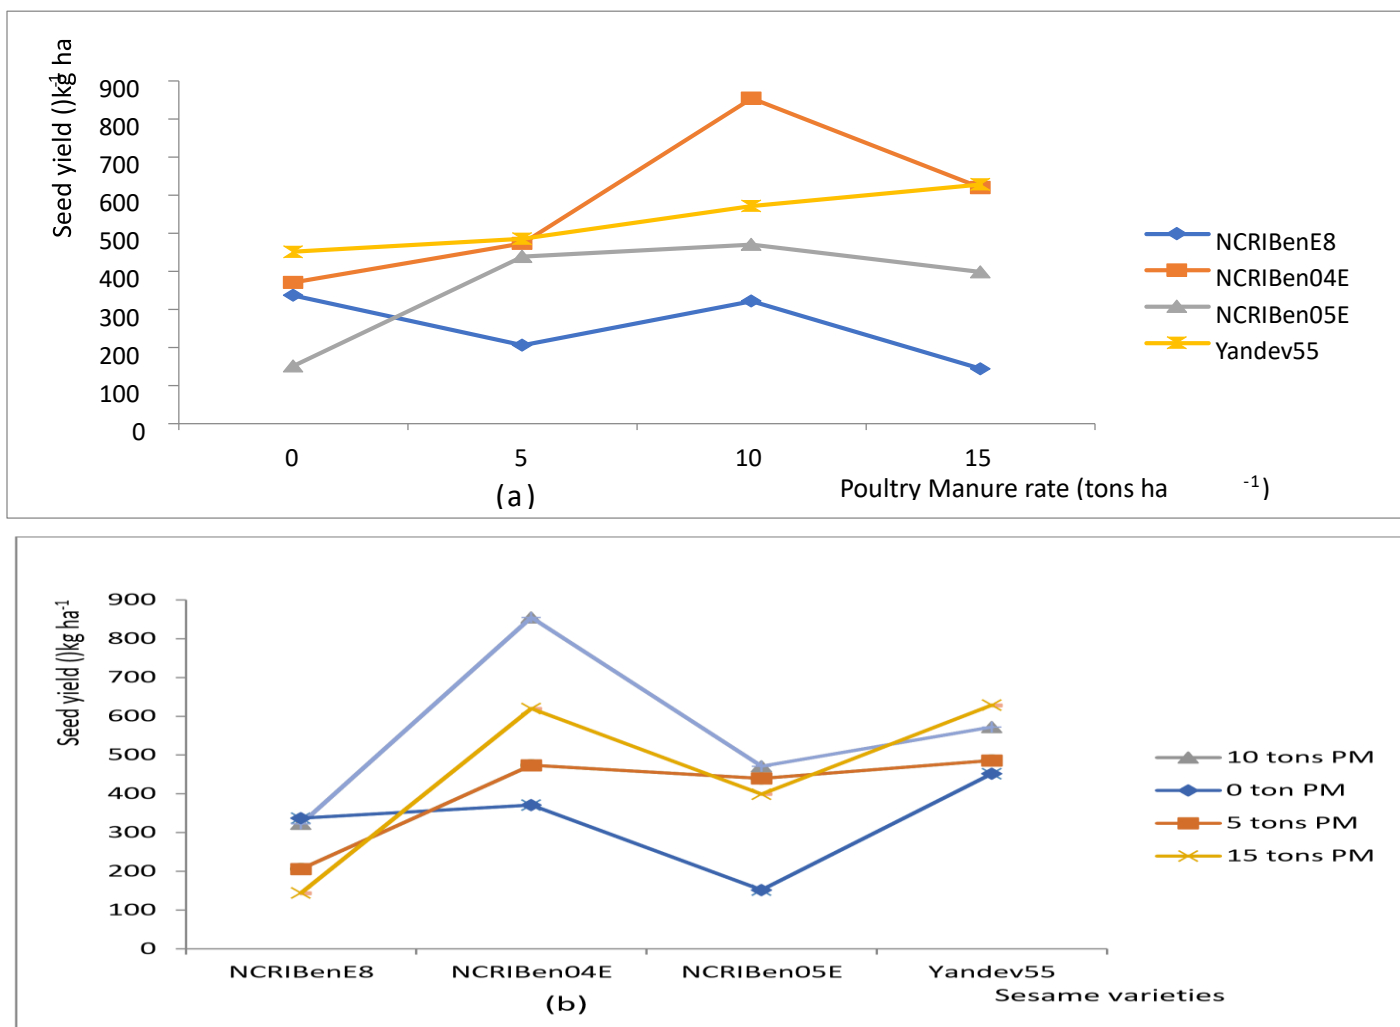 Seed yield ()kg ha-1
900
800
700
600
500
400
300
200
100
0
0 5 10 15
(a)
Poultry Manure rate (tons ha -1)
NCRIBenE8
NCRIBen04E
NCRIBen05E
Yandev55
Seed yield ()kg ha-1
900
800
700
600
500
400
300
200
100
0
NCRIBenE8 NCRIBen04E NCRIBen05E Yandev55
(b)
Sesame varieties
10 tons PM
0 ton PM
5 tons PM
15 tons PM